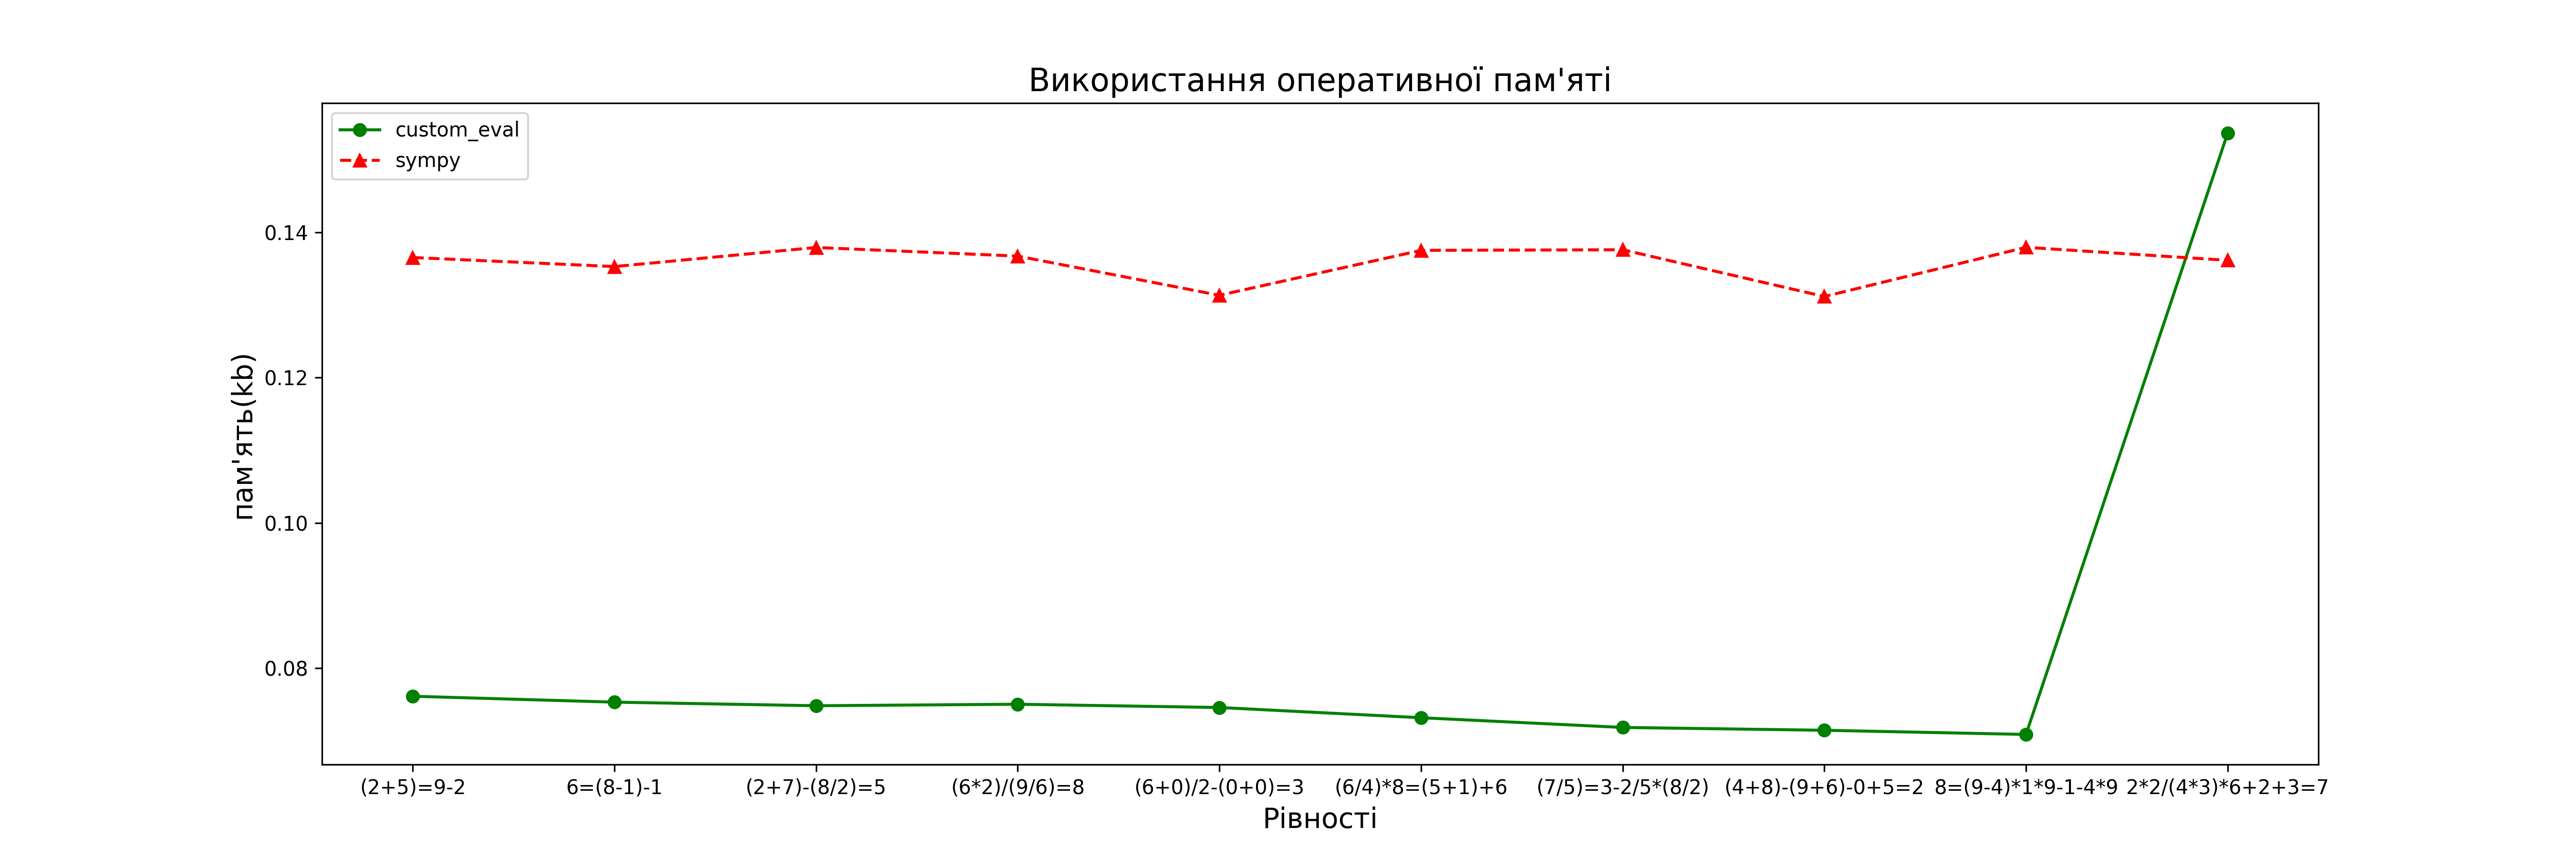 Використання оперативної пам'яті
custom_eval
sympy
пам'ять(kb)
0.14
0.12
0.10
0.08
(2+5)=9-2
6=(8-1)-1
(2+7)-(8/2)=5
(6*2)/(9/6)=8
(6+0)/2-(0+0)=3
(6/4)*8=(5+1)+6
(7/5)=3-2/5*(8/2)
(4+8)-(9+6)-0+5=2
8=(9-4)*1*9-1-4*9
2*2/(4*3)*6+2+3=7
Рівності